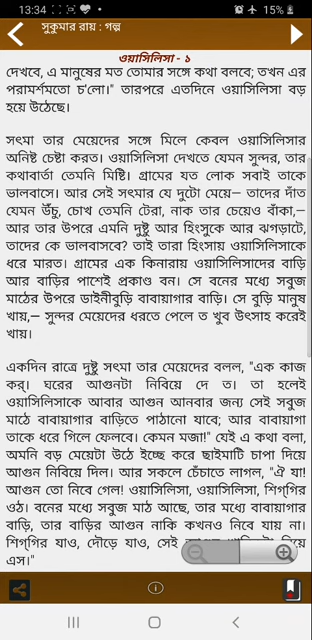 13:34
15%
সুকুমার রায় : গল্প
ওয়াসিলিসা - ১
দেখবে, এ মানুষের মত তোমার সঙ্গে কথা বলবে; তখন এর
পরামর্শমতো চ'লো।" তারপরে এতদিনে ওয়াসিলিসা বড়
হয়ে উঠেছে।
সৎমা তার মেয়েদের সঙ্গে মিলে কেবল ওয়াসিলিসার
অনিষ্ট চেষ্টা করত। ওয়াসিলিসা দেখতে যেমন সুন্দর, তার
কথাবার্তা তেমনি মিষ্টি। গ্রামের যত লোক সবাই তাকে
ভালবাসে। আর সেই সৎমার যে দুটো মেয়ে— তাদের দাঁত
যেমন উঁচু, চোখ তেমনি টেরা, নাক তার চেয়েও বাঁকা,—
আর তার উপরে এমনি দুষ্টু আর হিংসুকে আর ঝগড়াটে,
তাদের কে ভালবাসবে? তাই তারা হিংসায় ওয়াসিলিসাকে
ধরে মারত। গ্রামের এক কিনারায় ওয়াসিলিসাদের বাড়ি
আর বাড়ির পাশেই প্রকাণ্ড বন। সে বনের মধ্যে সবুজ
মাঠের উপরে ডাইনীবুড়ি বাবায়াগার বাড়ি। সে বুড়ি মানুষ
খায়,— সুন্দর মেয়েদের ধরতে পেলে ত খুব উৎসাহ করেই
খায়।
একদিন রাত্রে দুষ্টু সৎমা তার মেয়েদের বলল, "এক কাজ
কর্। ঘরের আগুনটা নিবিয়ে দে ত। তা হলেই
ওয়াসিলিসাকে আবার আগুন আনবার জন্য সেই সবুজ
মাঠে বাবায়াগার বাড়িতে পাঠানো যাবে; আর বাবায়াগা
তাকে ধরে গিলে ফেলবে। কেমন মজা!" যেই এ কথা বলা,
অমনি বড় মেয়েটা উঠে ইচ্ছে করে ছাইমাটি চাপা দিয়ে
আগুন নিবিয়ে দিল। আর সকলে চেঁচাতে লাগল, "ঐ যা!
আগুন তো নিবে গেল! ওয়াসিলিসা, ওয়াসিলিসা, শিগ্‌গির
ওঠ। বনের মধ্যে সবুজ মাঠ আছে, তার মধ্যে বাবায়াগার
বাড়ি, তার বাড়ির আগুন নাকি কখনও নিবে যায় না।
শিগ্‌গির যাও, দৌড়ে যাও, সেই
এস।"